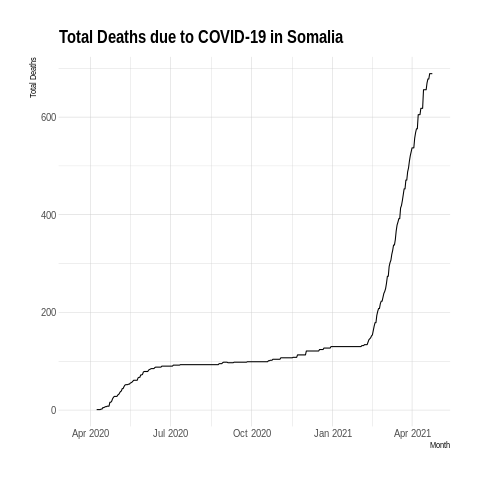 Total Deaths due to COVID-19 in Somalia
Total Deaths
600
400
200
0
Apr 2020 Jul 2020 Oct 2020 Jan 2021 Apr 2021
Month